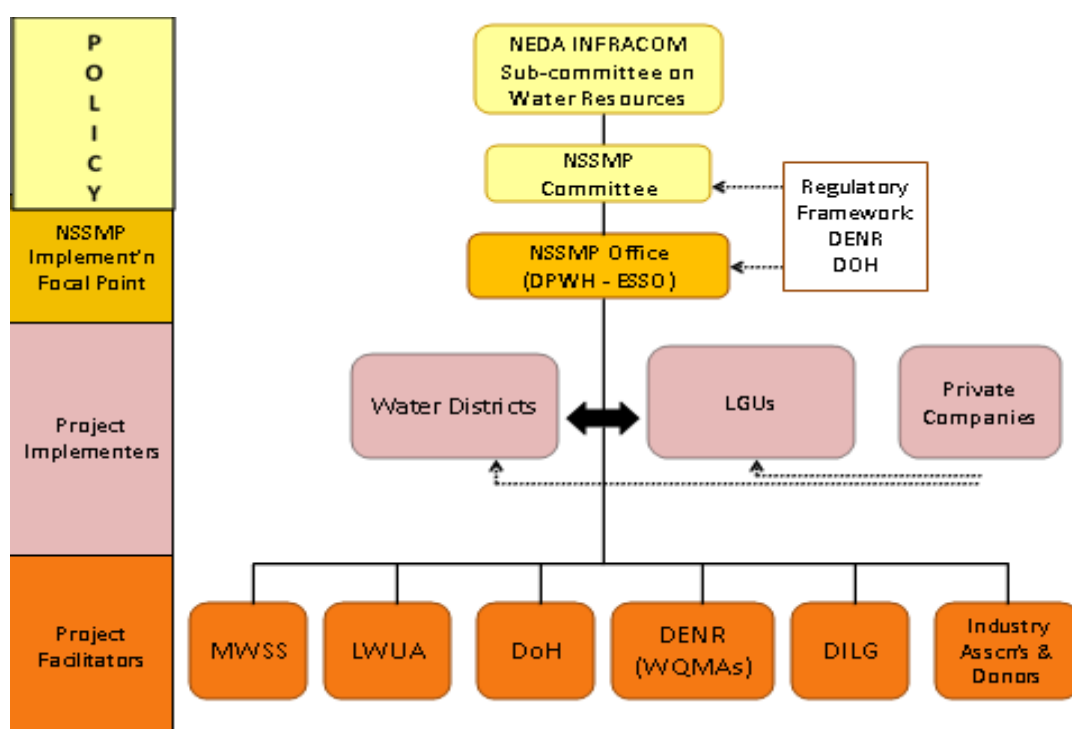 POLICY
NEDA INFRACOM
Sub-committee on
Water Resources
NSSMP
Committee
Regulatory
Framework
DENR
DOH
NSSMP
Implement'n
Focal Point
NSSMP Office
(DPWH - ESSO)
Project
Implementers
Water Districts
LGUs
Private
Companies
Project
Facilitators
MWSS
LWUA
DoH
DENR
(WQMAs)
DILG
Industry
Asscn's &
Donors